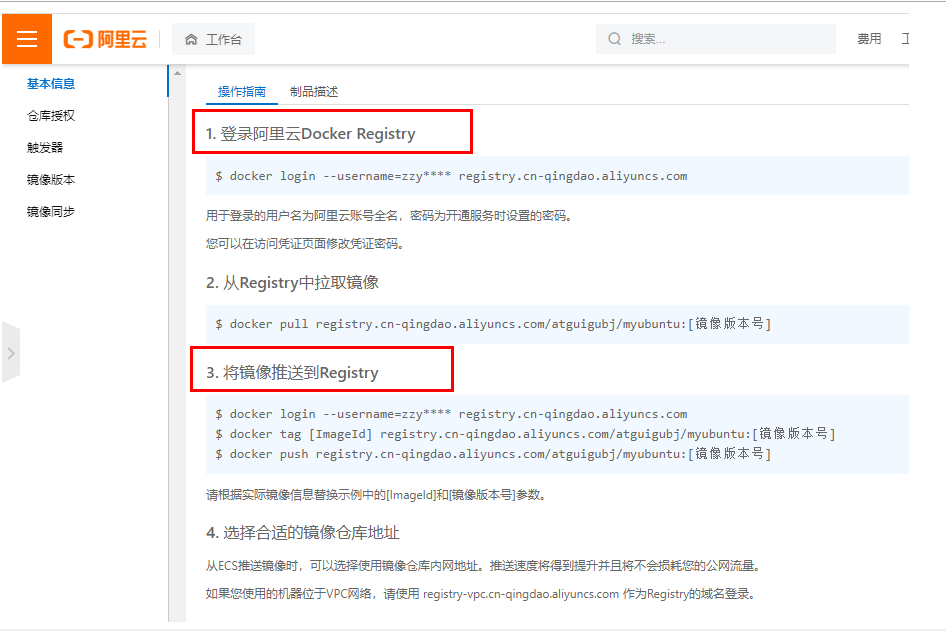 阿里云
工作台
搜索...
费用
基本信息
仓库授权
触发器
镜像版本
镜像同步
操作指南 制品描述
1. 登录阿里云Docker Registry
$ docker login --username=zzy**** registry.cn-qingdao.aliyuncs.com
用于登录的用户名为阿里云账号全名，密码为开通服务时设置的密码。
您可以在访问凭证页面修改凭证密码。
2. 从Registry中拉取镜像
$ docker pull registry.cn-qingdao.aliyuncs.com/atguigubj/myubuntu:[镜像版本号]
3. 将镜像推送到Registry
$ docker login --username=zzy**** registry.cn-qingdao.aliyuncs.com
$ docker tag [ImageId] registry.cn-qingdao.aliyuncs.com/atguigubj/myubuntu:[镜像版本号]
$ docker push registry.cn-qingdao.aliyuncs.com/atguigubj/myubuntu:[镜像版本号]
请根据实际镜像信息替换示例中的[ImageId]和[镜像版本号]参数。
4. 选择合适的镜像仓库地址
从ECS推送镜像时，可以选择使用镜像仓库内网地址。推送速度将得到提升并且将不会损耗您的公网流量。
如果您使用的机器位于VPC网络，请使用 registry-vpc.cn-qingdao.aliyuncs.com 作为Registry的域名登录。